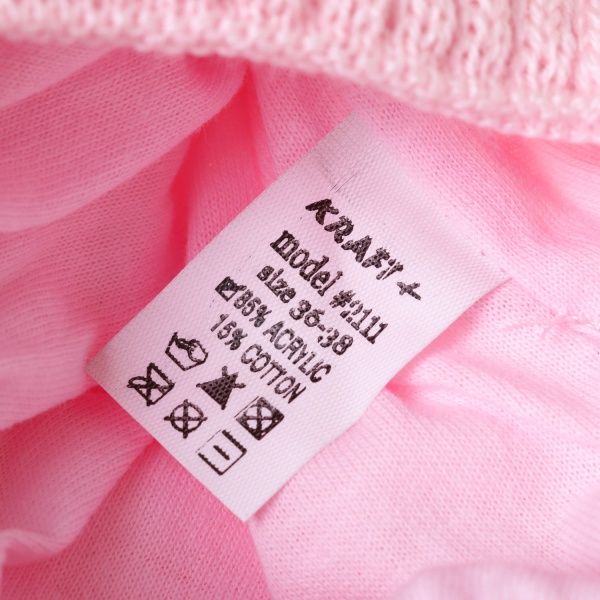 KRAFT+
model #2111
size 36-38
85% ACRYLIC
15% COTTON